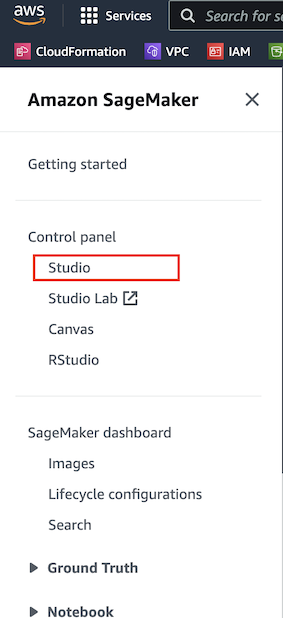 aws Services Search for s
CloudFormation VPC IAM
Amazon SageMaker
Getting started
Control panel
Studio
Studio Lab
Canvas
RStudio
SageMaker dashboard
Images
Lifecycle configurations
Search
Ground Truth
Notebook